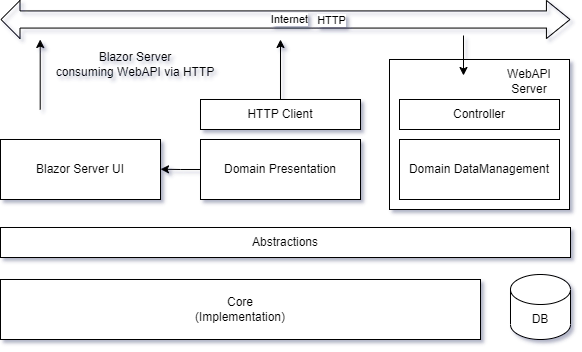 Internet HTTP
Blazor Server
consuming WebAPI via HTTP
WebAPI
Server
HTTP Client
Controller
Blazor Server UI
Domain Presentation
Domain DataManagement
Abstractions
Core
(Implementation)
DB